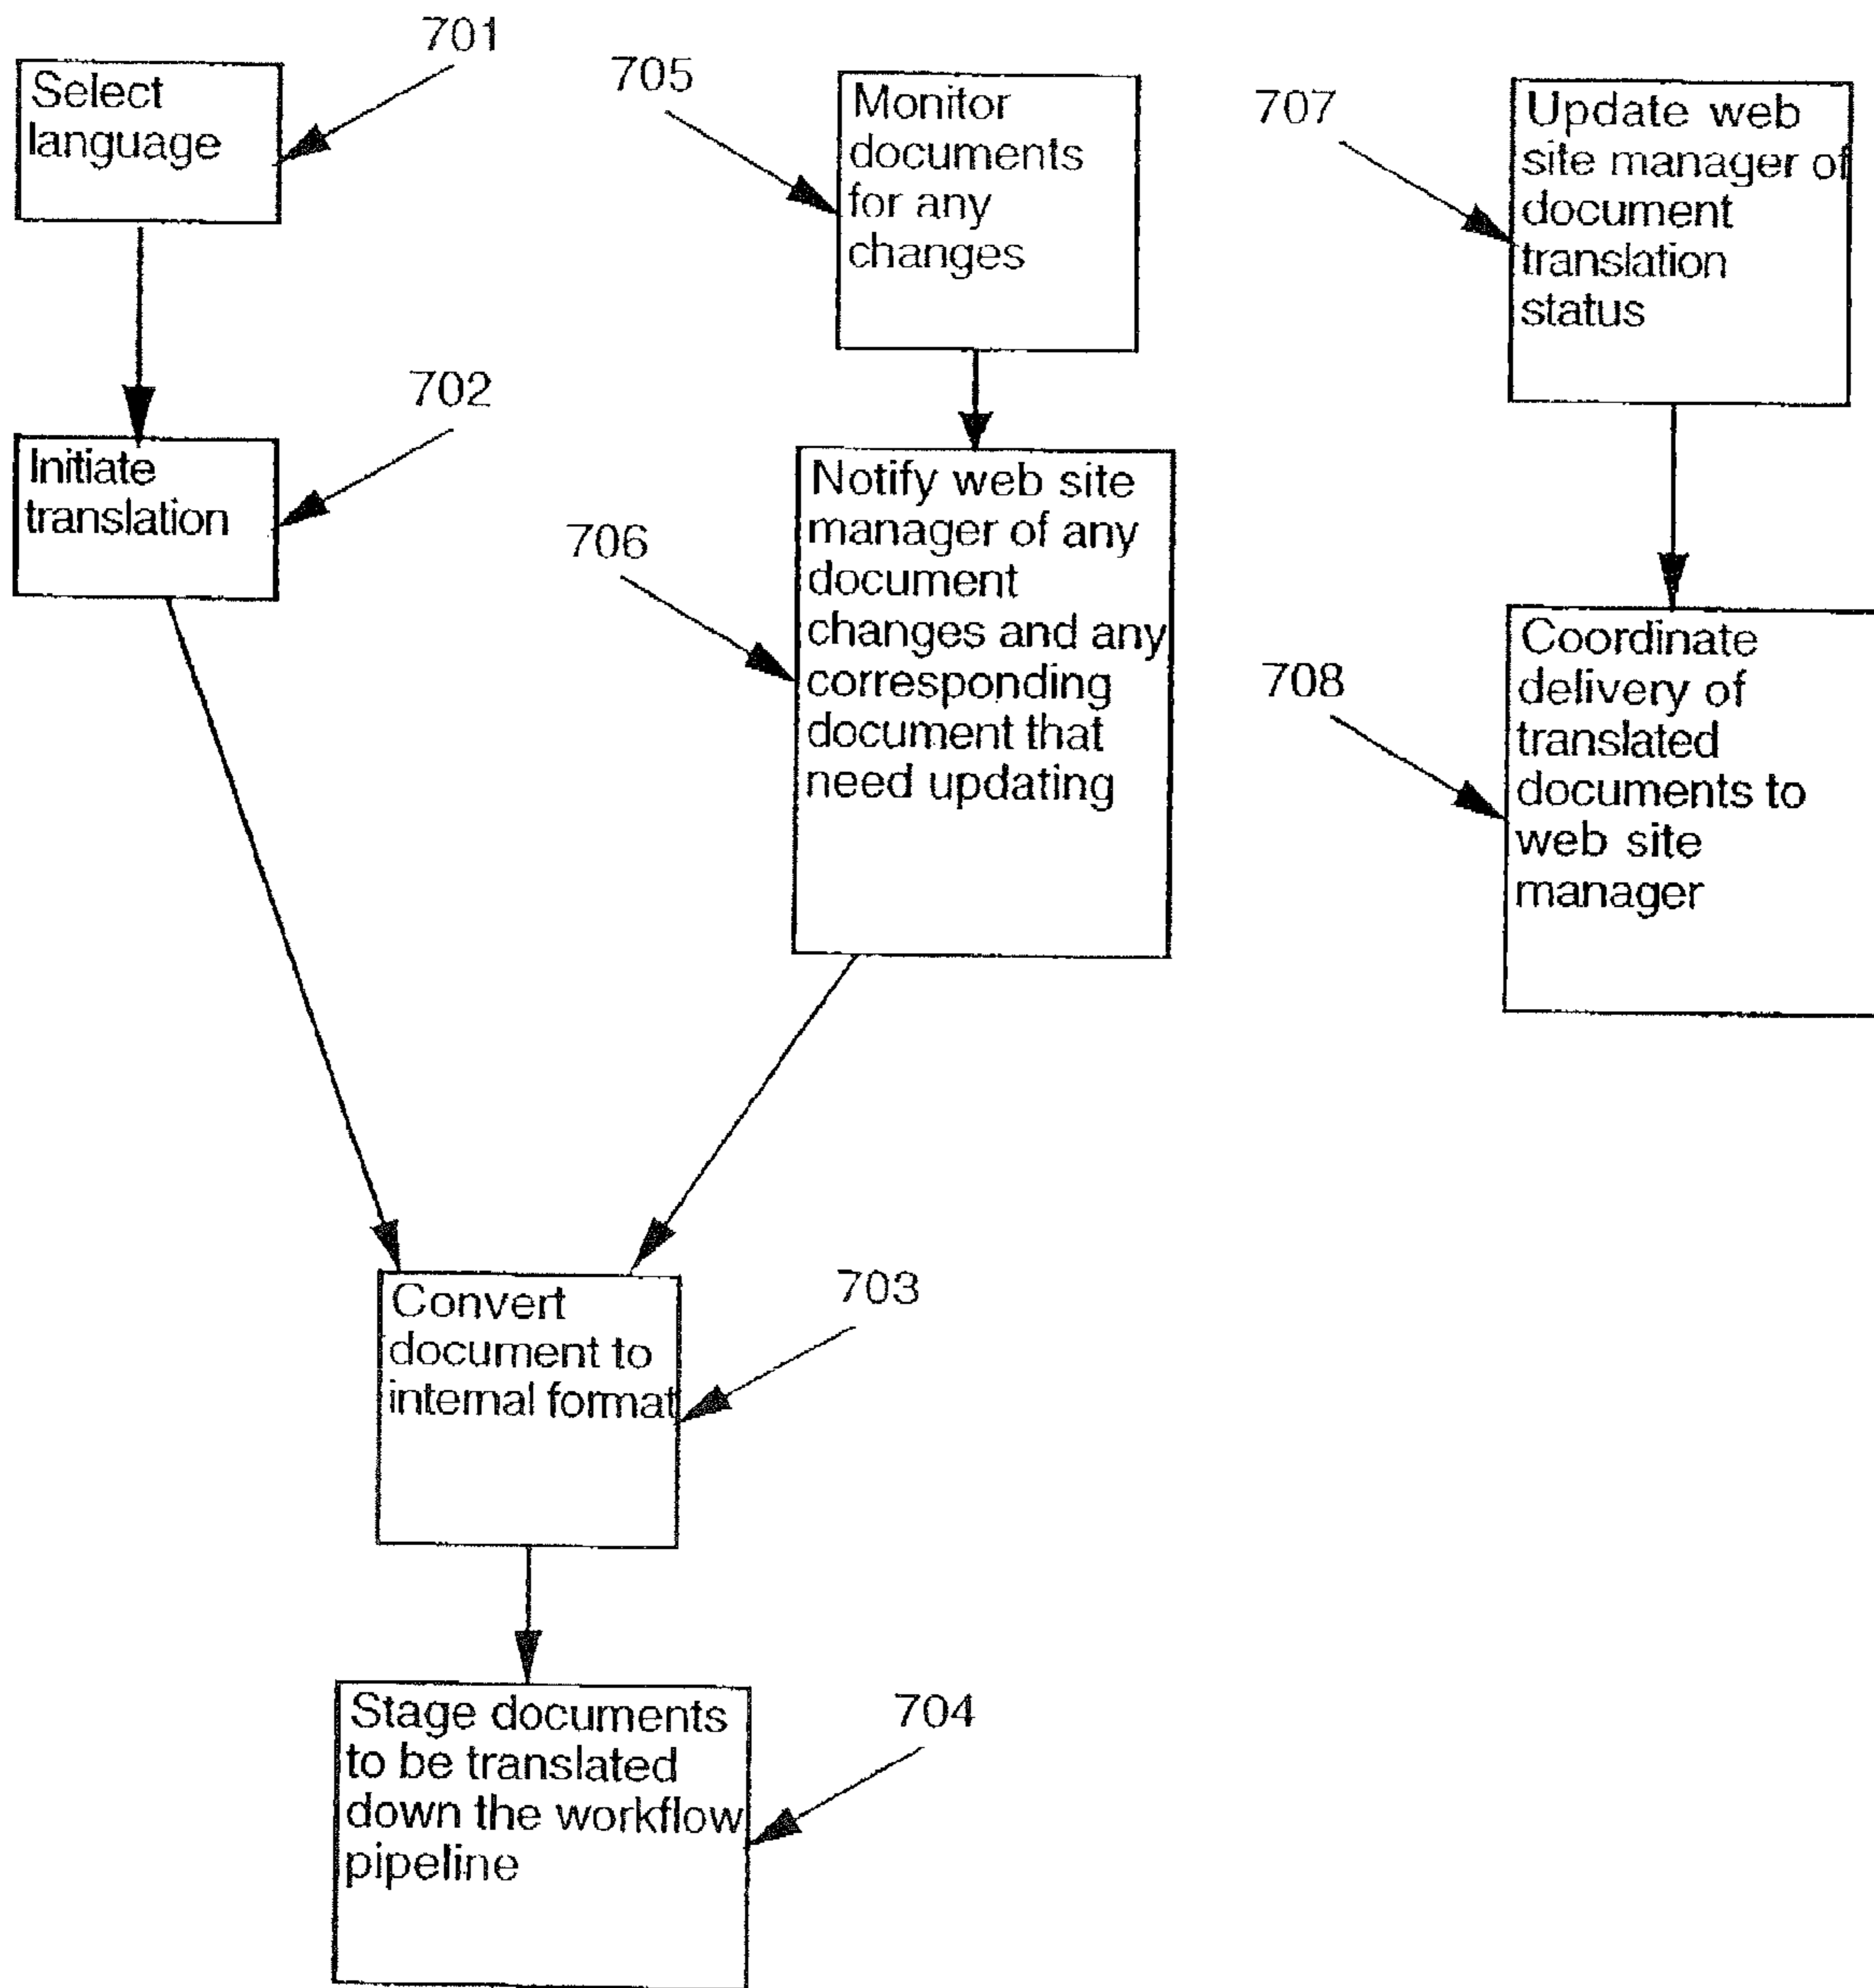 701
Select
language
702
Initiate
translation
705
Monitor
documents
for any
changes
706
Notify web site
manager of any
document
changes and any
corresponding
document that
need updating
707
Update web
site manager of
document
translation
status
708
Coordinate
delivery of
translated
documents to
web site
manager
703
Convert
document to
internal format
704
Stage documents
to be translated
down the workflow
pipeline